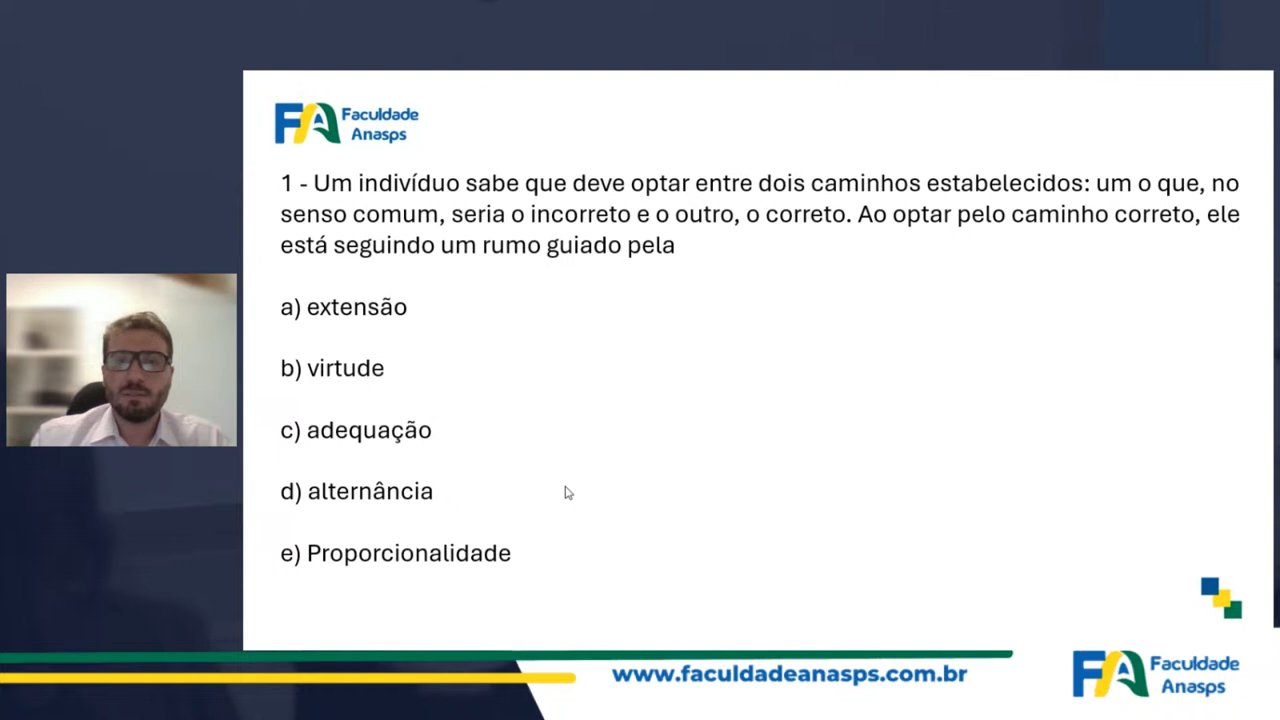 Faculdade
Anasps
1 - Um indivíduo sabe que deve optar entre dois caminhos estabelecidos: um o que, no
senso comum, seria o incorreto e o outro, o correto. Ao optar pelo caminho correto, ele
está seguindo um rumo guiado pela
a) extensão
b) virtude
c) adequação
d) alternância
e) Proporcionalidade
www.faculdadeanasps.com.br
Faculdade
Anasps